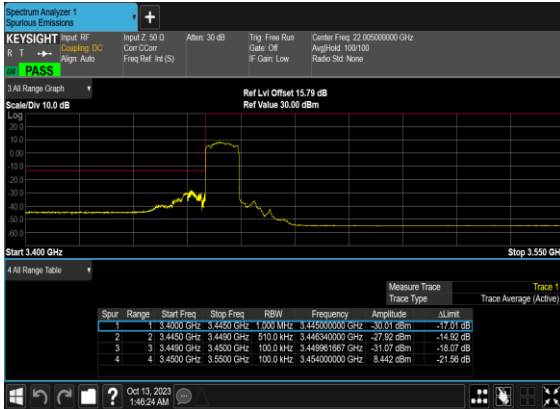 Spectrum Analyzer 1
Spurious Emissions
+
KEYSIGHT Input: RF Input Z: 50 Ω Atten: 30 dB Trig: Free Run Center Freq: 22.005000000 GHz
R T Coupling: DC Corr CCorr Gate: Off Avg|Hold: 100/100
Align: Auto Freq Ref: Int (S) IF Gain: Low Radio Std: None
PASS
3 All Range Graph
Ref Lvl Offset 15.79 dB
Scale/Div 10.0 dB Ref Value 30.00 dBm
Log
20.0
10.0
0.00
-10.0
-20.0
-30.0
-40.0
-50.0
-60.0
Start 3.400 GHz Stop 3.550 GH
4 All Range Table
Measure Trace Trace 1
Trace Type Trace Average (Active)
Spur Range Start Freq Stop Freq RBW Frequency Amplitude ΔLimit
1 1 3.4000 GHz 3.4450 GHz 1.000 MHz 3.445000000 GHz -30.01 dBm -17.01 dB
2 2 3.4450 GHz 3.4490 GHz 510.0 kHz 3.446340000 GHz -27.92 dBm -14.92 dB
3 3 3.4490 GHz 3.4500 GHz 100.0 kHz 3.449961667 GHz -31.07 dBm -18.07 dB
4 4 3.4500 GHz 3.5500 GHz 100.0 kHz 3.454000000 GHz 8.442 dBm -21.56 dB
? Oct 13, 2023
1:46:24 AM